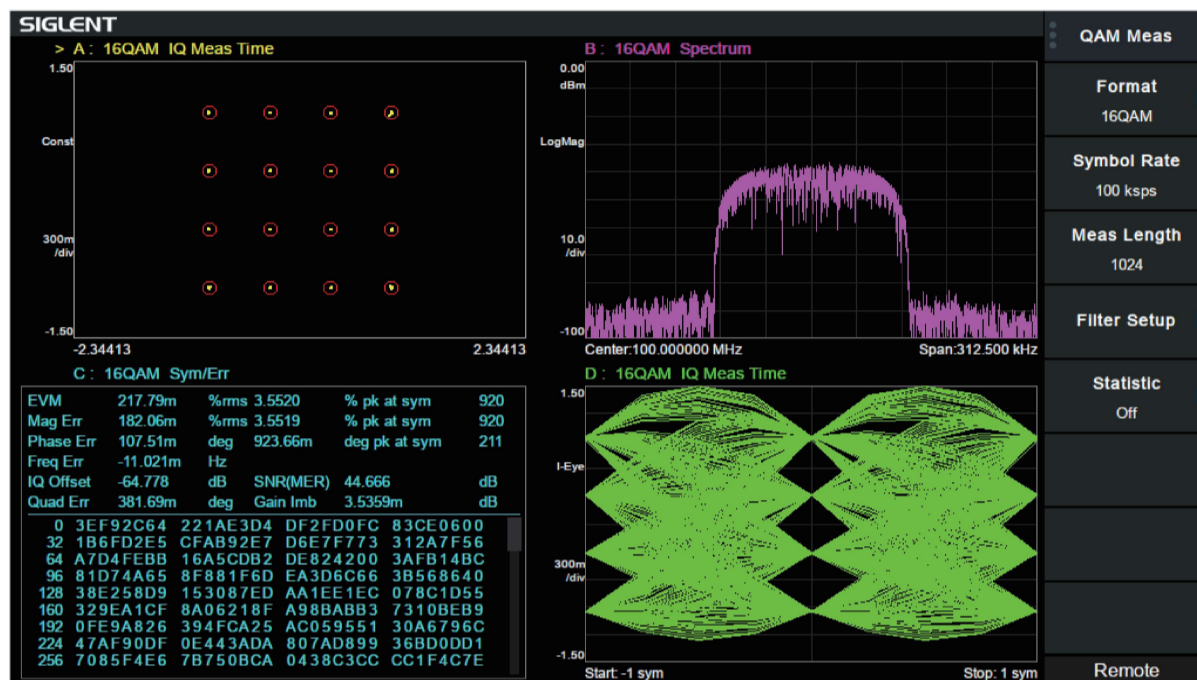 SIGLENT
> A : 16QAM IQ Meas Time
1.50
Const
300m
/div
-1.50
-2.34413 2.34413
B : 16QAM Spectrum
0.00
dBm
LogMag
10.0
/div
-100
Center:100.000000 MHz Span:312.500 kHz
C : 16QAM Sym/Err
EVM 217.79m %rms 3.5520 % pk at sym 920
Mag Err 182.06m %rms 3.5519 % pk at sym 920
Phase Err 107.51m deg 923.66m deg pk at sym 211
Freq Err -11.021m Hz
IQ Offset -64.778 dB SNR(MER) 44.666 dB
Quad Err 381.69m deg Gain Imb 3.5359m dB
0 3EF92C64 221AE3D4 DF2FD0FC 83CE0600
32 1B6FD2E5 CFAB92E7 D6E7F773 312A7F56
64 A7D4FEBB 16A5CDB2 DE824200 3AFB14BC
96 81D74A65 8F881F6D EA3D6C66 3B568640
128 38E258D9 153087ED AA1EE1EC 078C1D55
160 329EA1CF 8A06218F A98BABB3 7310BEB9
192 0FE9A826 394FCA25 AC059551 30A6796C
224 47AF90DF 0E443ADA 807AD899 36BD0DD1
256 7085F4E6 7B750BCA 0438C3CC CC1F4C7E
D : 16QAM IQ Meas Time
1.50
I-Eye
300m
/div
-1.50
Start: -1 sym Stop: 1 sym
QAM Meas
Format
16QAM
Symbol Rate
100 ksps
Meas Length
1024
Filter Setup
Statistic
Off
Remote